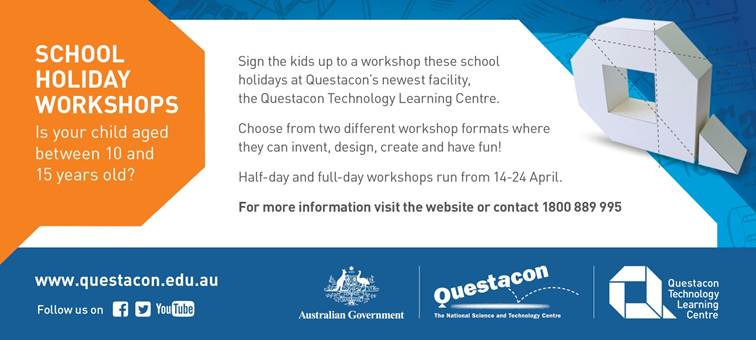 SCHOOL
HOLIDAY
WORKSHOPS
Is your child aged
between 10 and
15 years old?
Sign the kids up to a workshop these school
holidays at Questacon's newest facility,
the Questacon Technology Learning Centre.
Choose from two different workshop formats where
they can invent, design, create and have fun!
Half-day and full-day workshops run from 14-24 April.
For more information visit the website or contact 1800 889 995
www.questacon.edu.au
Follow us on
YouTube
Australian Government
Questacon
The National Science and Technology Centre
Questacon
Technology
Learning
Centre